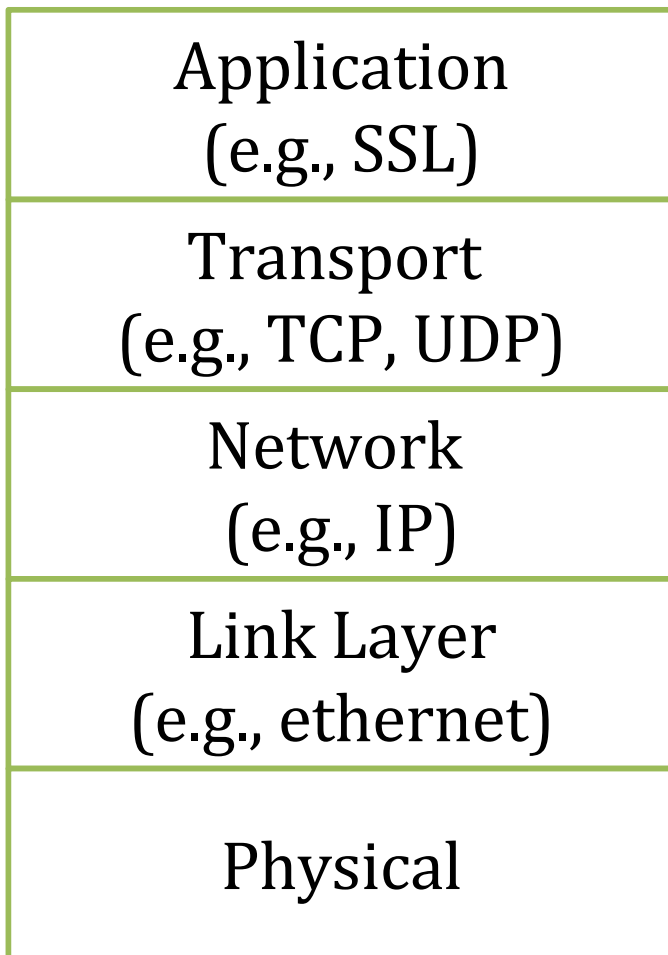 Application
(e.g., SSL)
Transport
(e.g., TCP, UDP)
Network
(e.g., IP)
Link Layer
(e.g., ethernet)
Physical